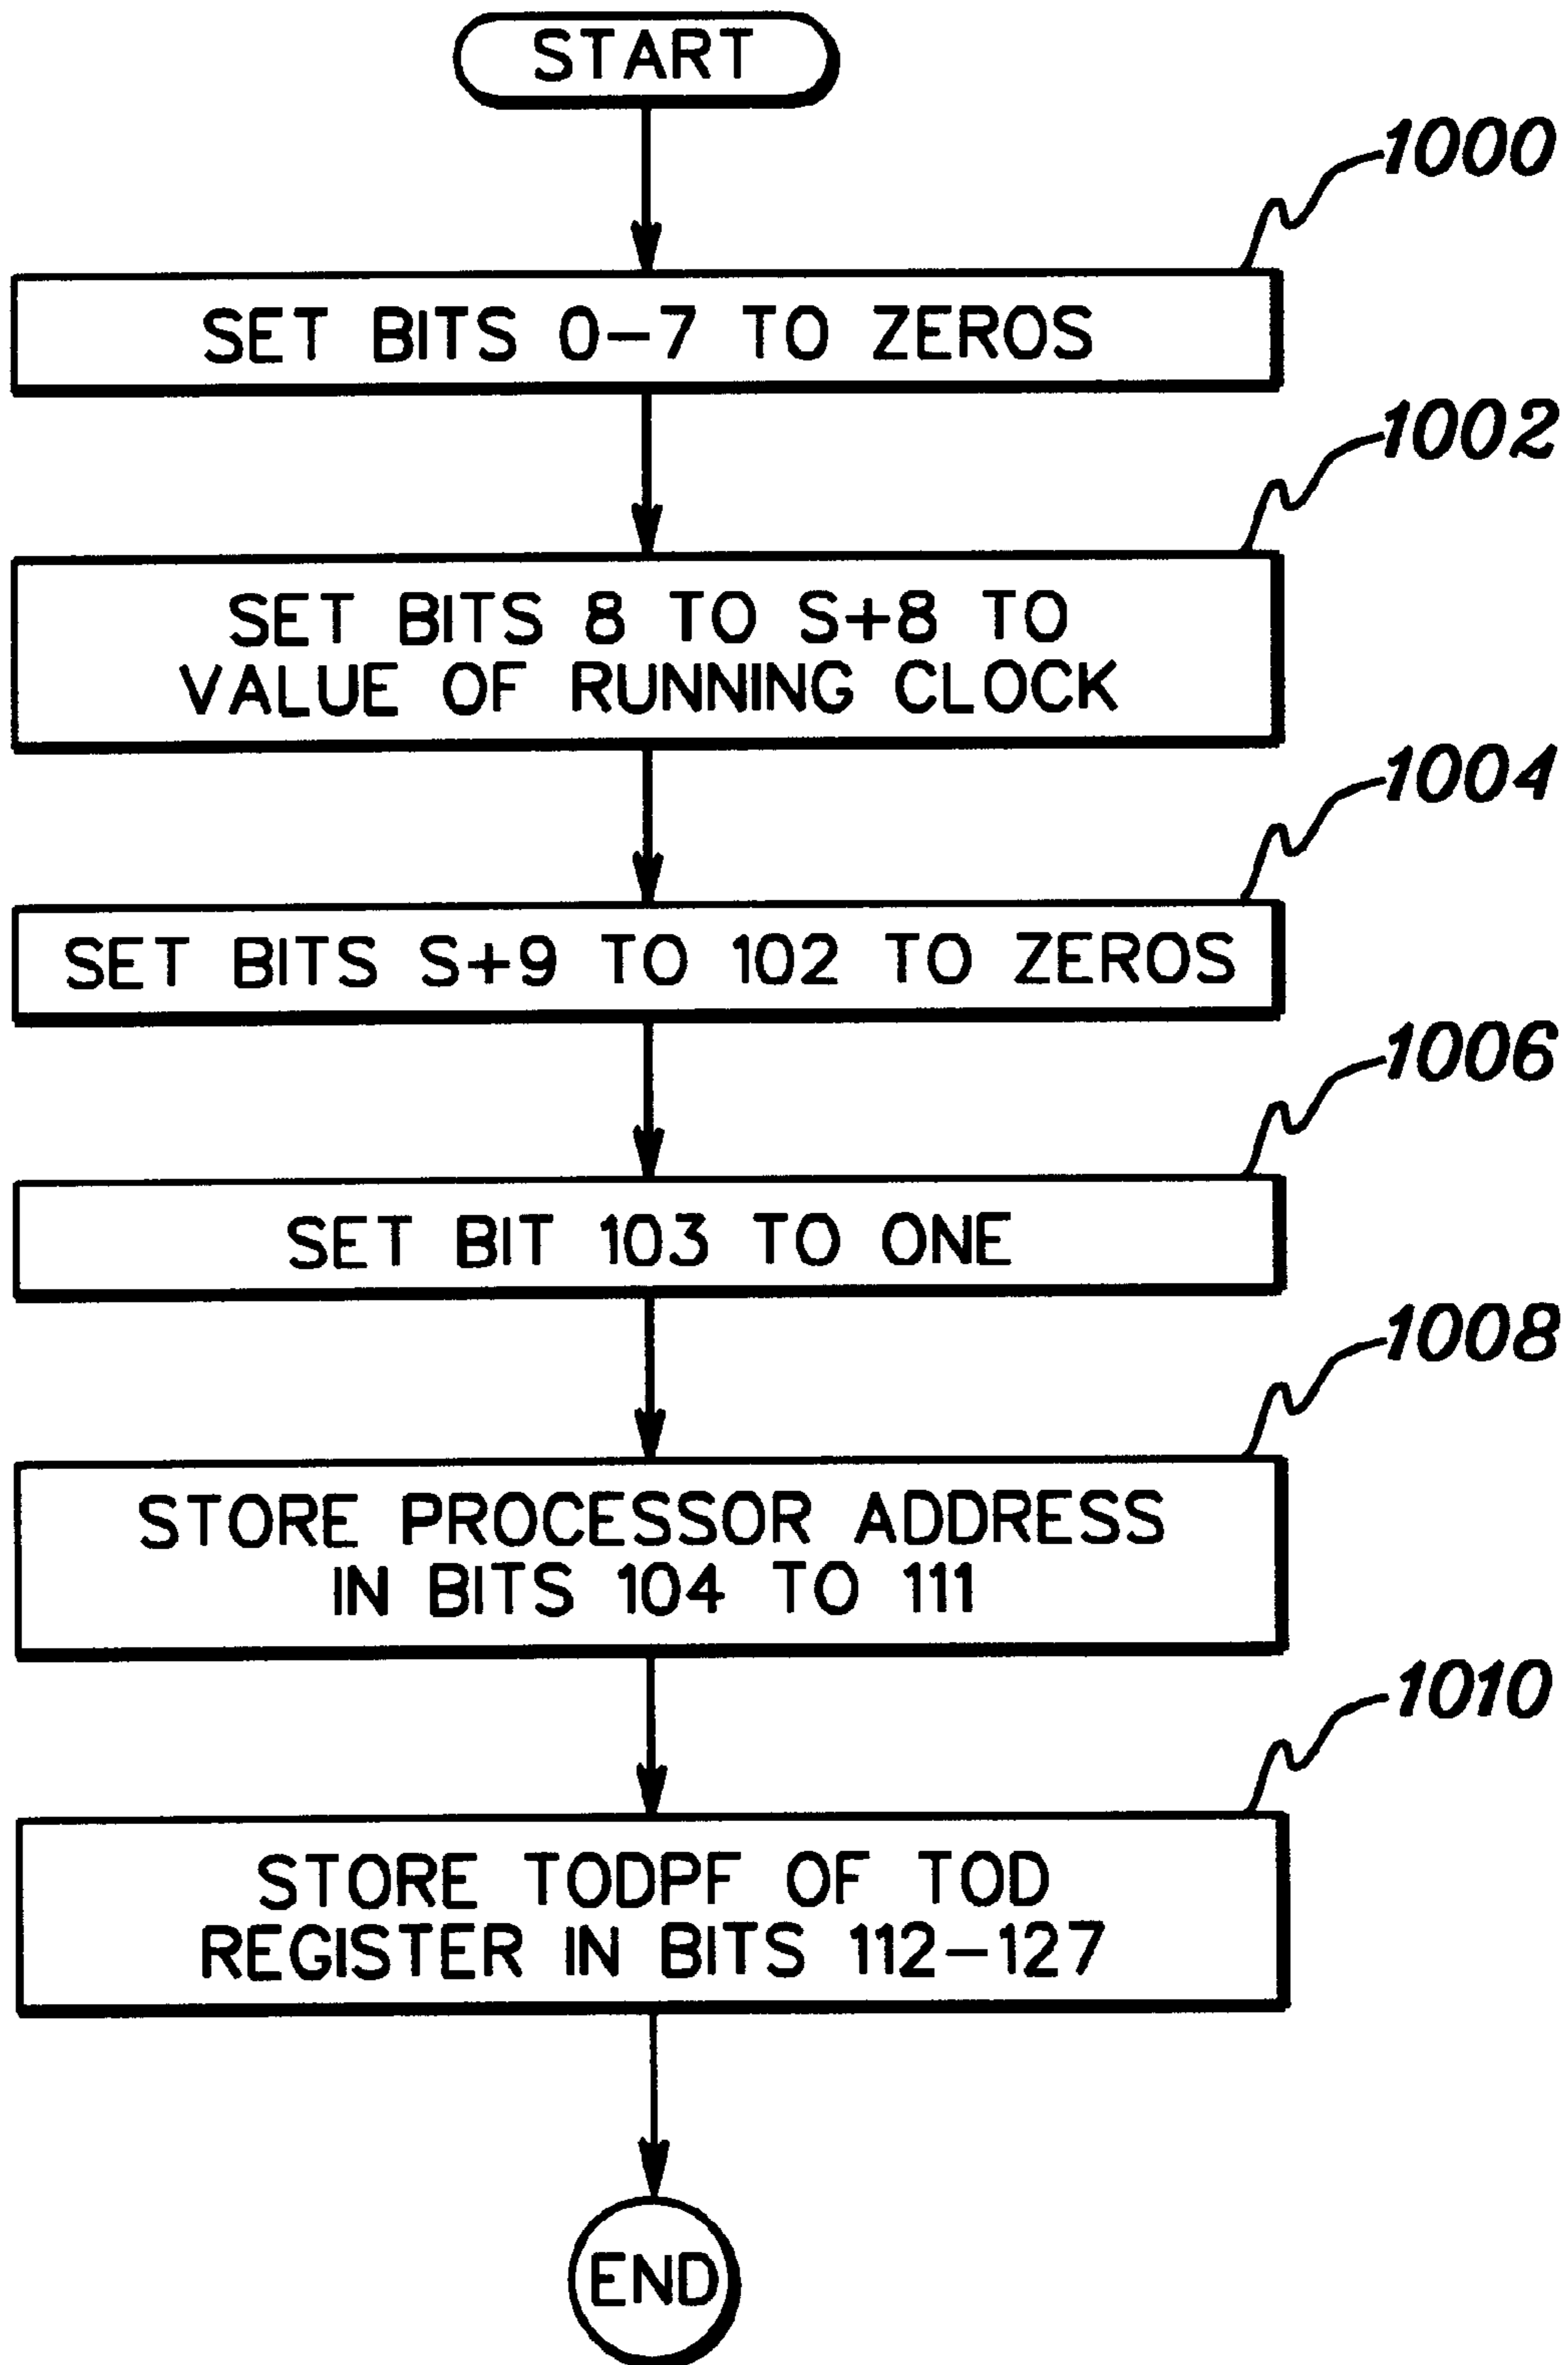 START
1000
SET BITS 0-7 TO ZEROS
1002
SET BITS 8 TO S+8 TO
VALUE OF RUNNING CLOCK
1004
SET BITS S+9 TO 102 TO ZEROS
1006
SET BIT 103 TO ONE
1008
STORE PROCESSOR ADDRESS
IN BITS 104 TO 111
1010
STORE TODPF OF TOD
REGISTER IN BITS 112-127
END